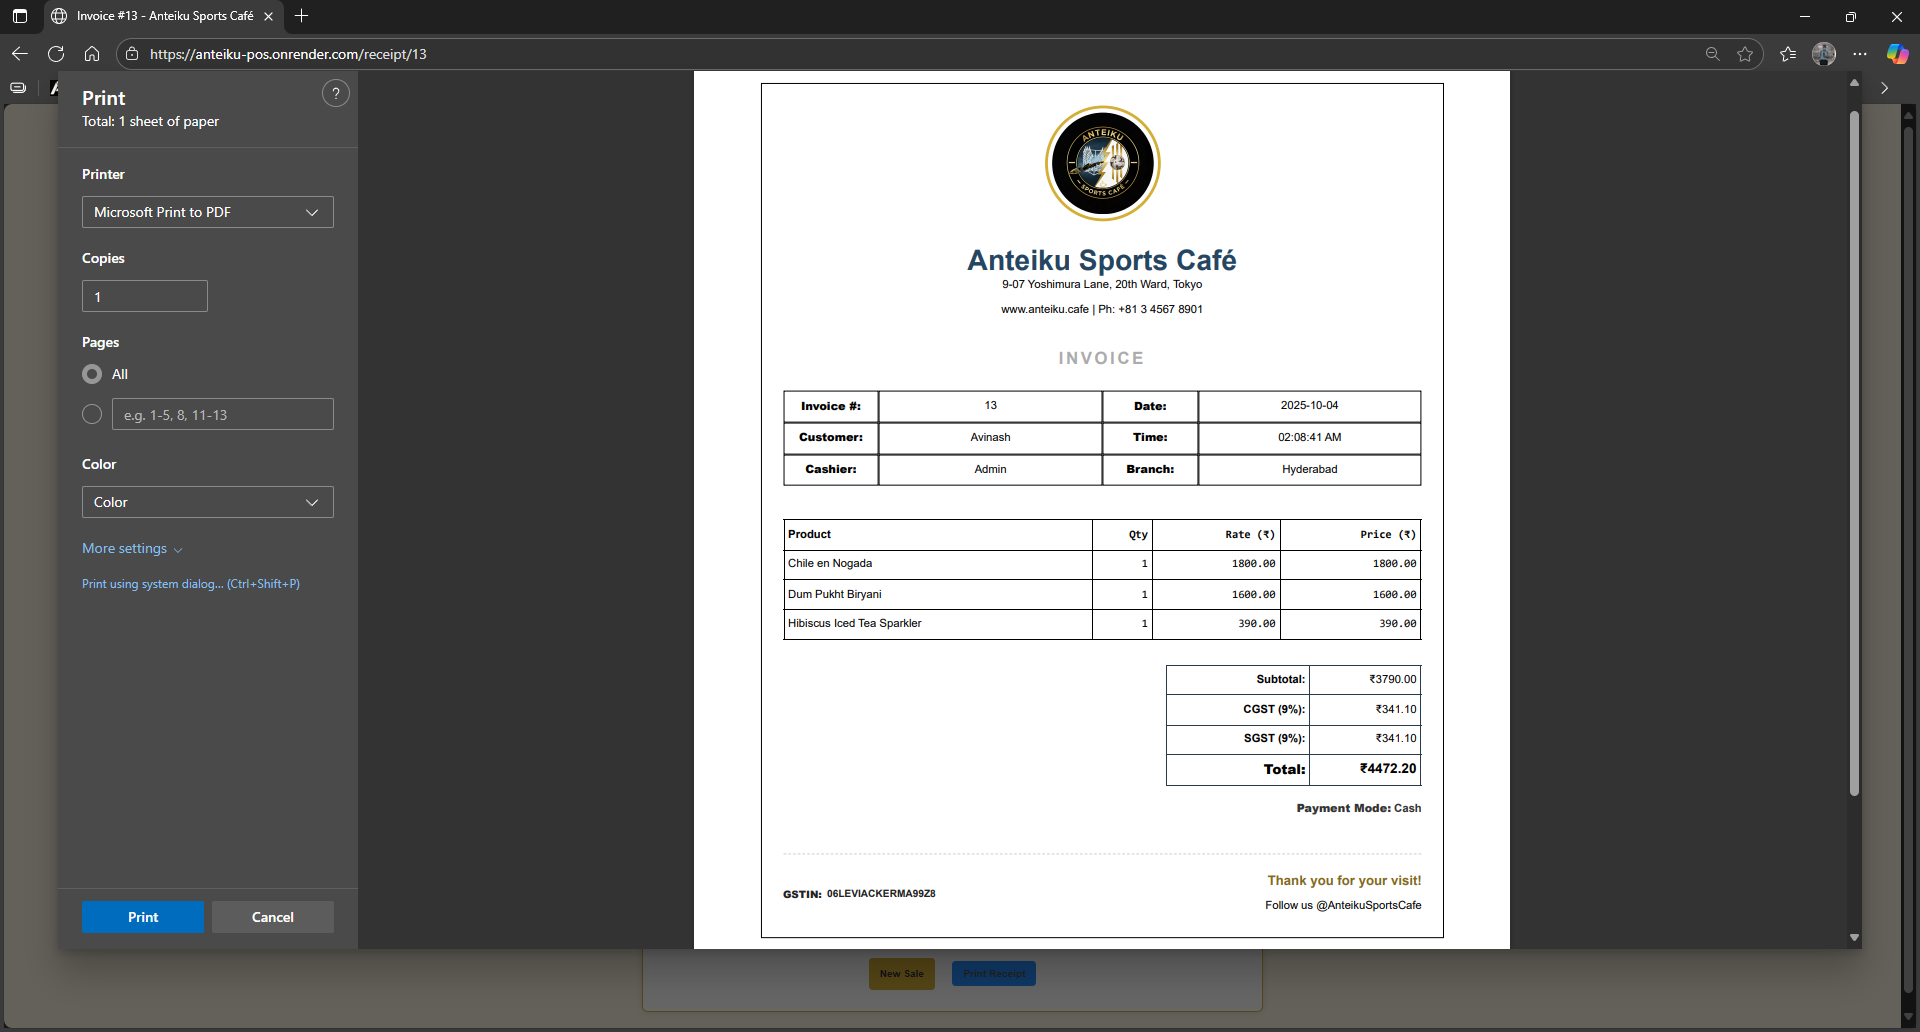 Invoice #13 - Anteiku Sports Café
https://anteiku-pos.onrender.com/receipt/13
Print
Total: 1 sheet of paper
?
Printer
Microsoft Print to PDF
Copies
1
Pages
All
e.g. 1-5, 8, 11-13
Color
Color
More settings
Print using system dialog... (Ctrl+Shift+P)
Print Cancel
ANTEIKU
SPORTS CAFÉ
Anteiku Sports Café
9-07 Yoshimura Lane, 20th Ward, Tokyo
www.anteiku.cafe | Ph: +81 3 4567 8901
INVOICE
Invoice #: 13 Date: 2025-10-04
Customer: Avinash Time: 02:08:41 AM
Cashier: Admin Branch: Hyderabad
Product Qty Rate (₹) Price (₹)
Chile en Nogada 1 1800.00 1800.00
Dum Pukht Biryani 1 1600.00 1600.00
Hibiscus Iced Tea Sparkler 1 390.00 390.00
Subtotal: ₹3790.00
CGST (9%): ₹341.10
SGST (9%): ₹341.10
Total: ₹4472.20
Payment Mode: Cash
Thank you for your visit!
GSTIN: 06LEVIACKERMA99Z8
Follow us @AnteikuSportsCafe
New Sale Print Receipt